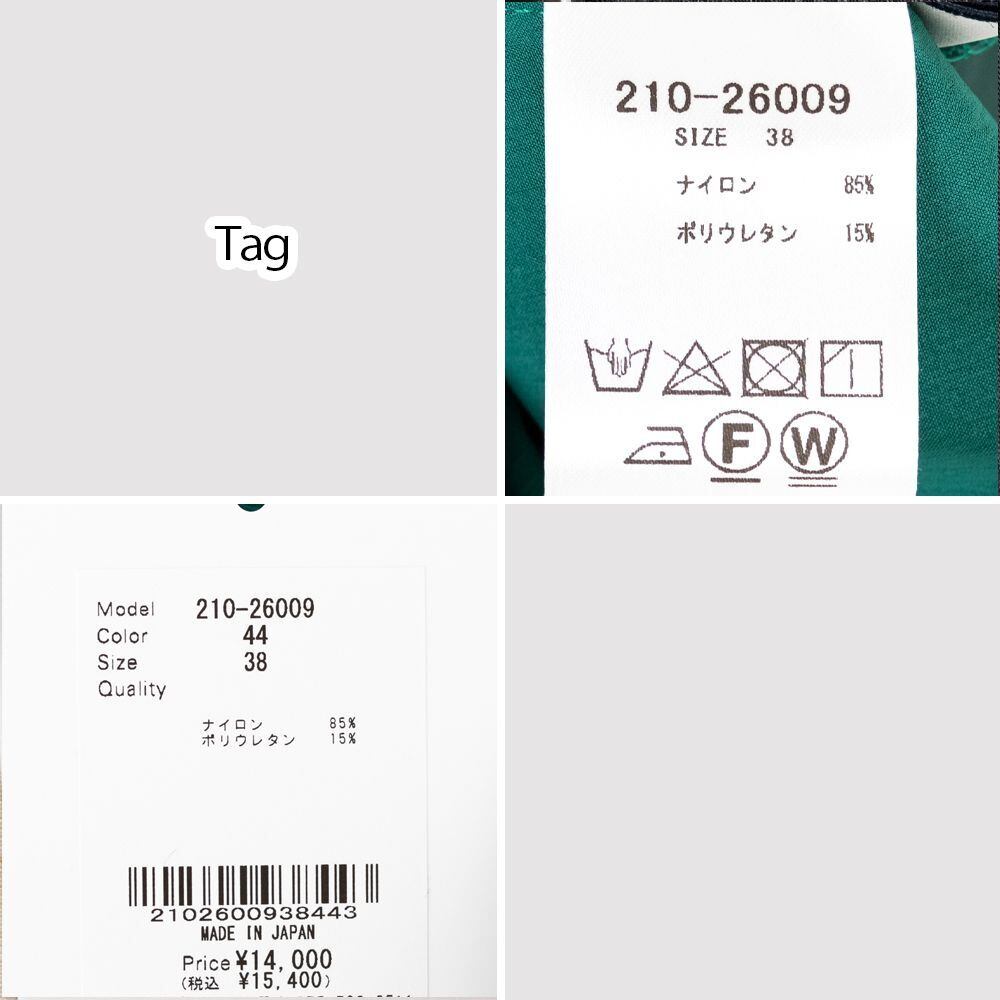 Tag
210-26009
SIZE 38
ナイロン 85%
ポリウレタン 15%
F W
Model 210-26009
Color 44
Size 38
Quality
ナイロン 85%
ポリウレタン 15%
2102600938443
MADE IN JAPAN
Price ¥14,000
(税込 ¥15,400)